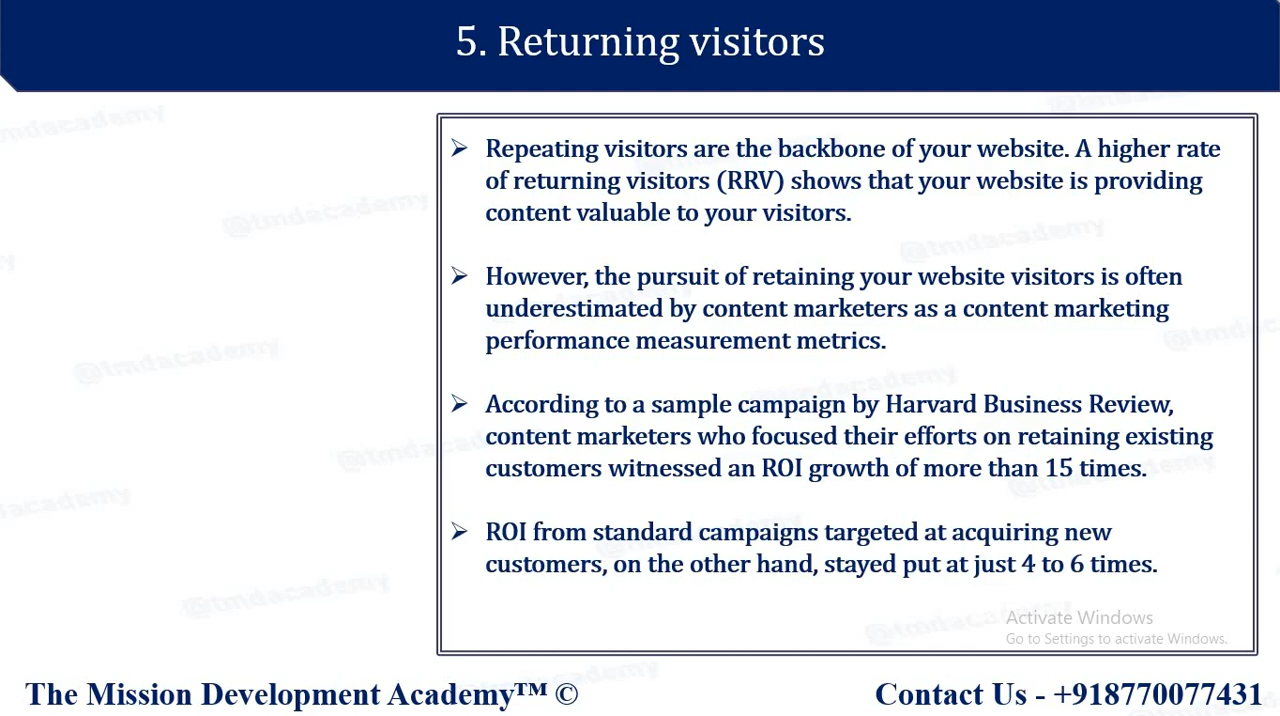 5. Returning visitors
@tmdacademy
➢ Repeating visitors are the backbone of your website. A higher rate
of returning visitors (RRV) shows that your website is providing
content valuable to your visitors.
➢ However, the pursuit of retaining your website visitors is often
underestimated by content marketers as a content marketing
performance measurement metrics.
➢ According to a sample campaign by Harvard Business Review,
content marketers who focused their efforts on retaining existing
customers witnessed an ROI growth of more than 15 times.
➢ ROI from standard campaigns targeted at acquiring new
customers, on the other hand, stayed put at just 4 to 6 times.
Activate Windows
Go to Settings to activate Windows.
The Mission Development Academy™ ©
Contact Us - +918770077431